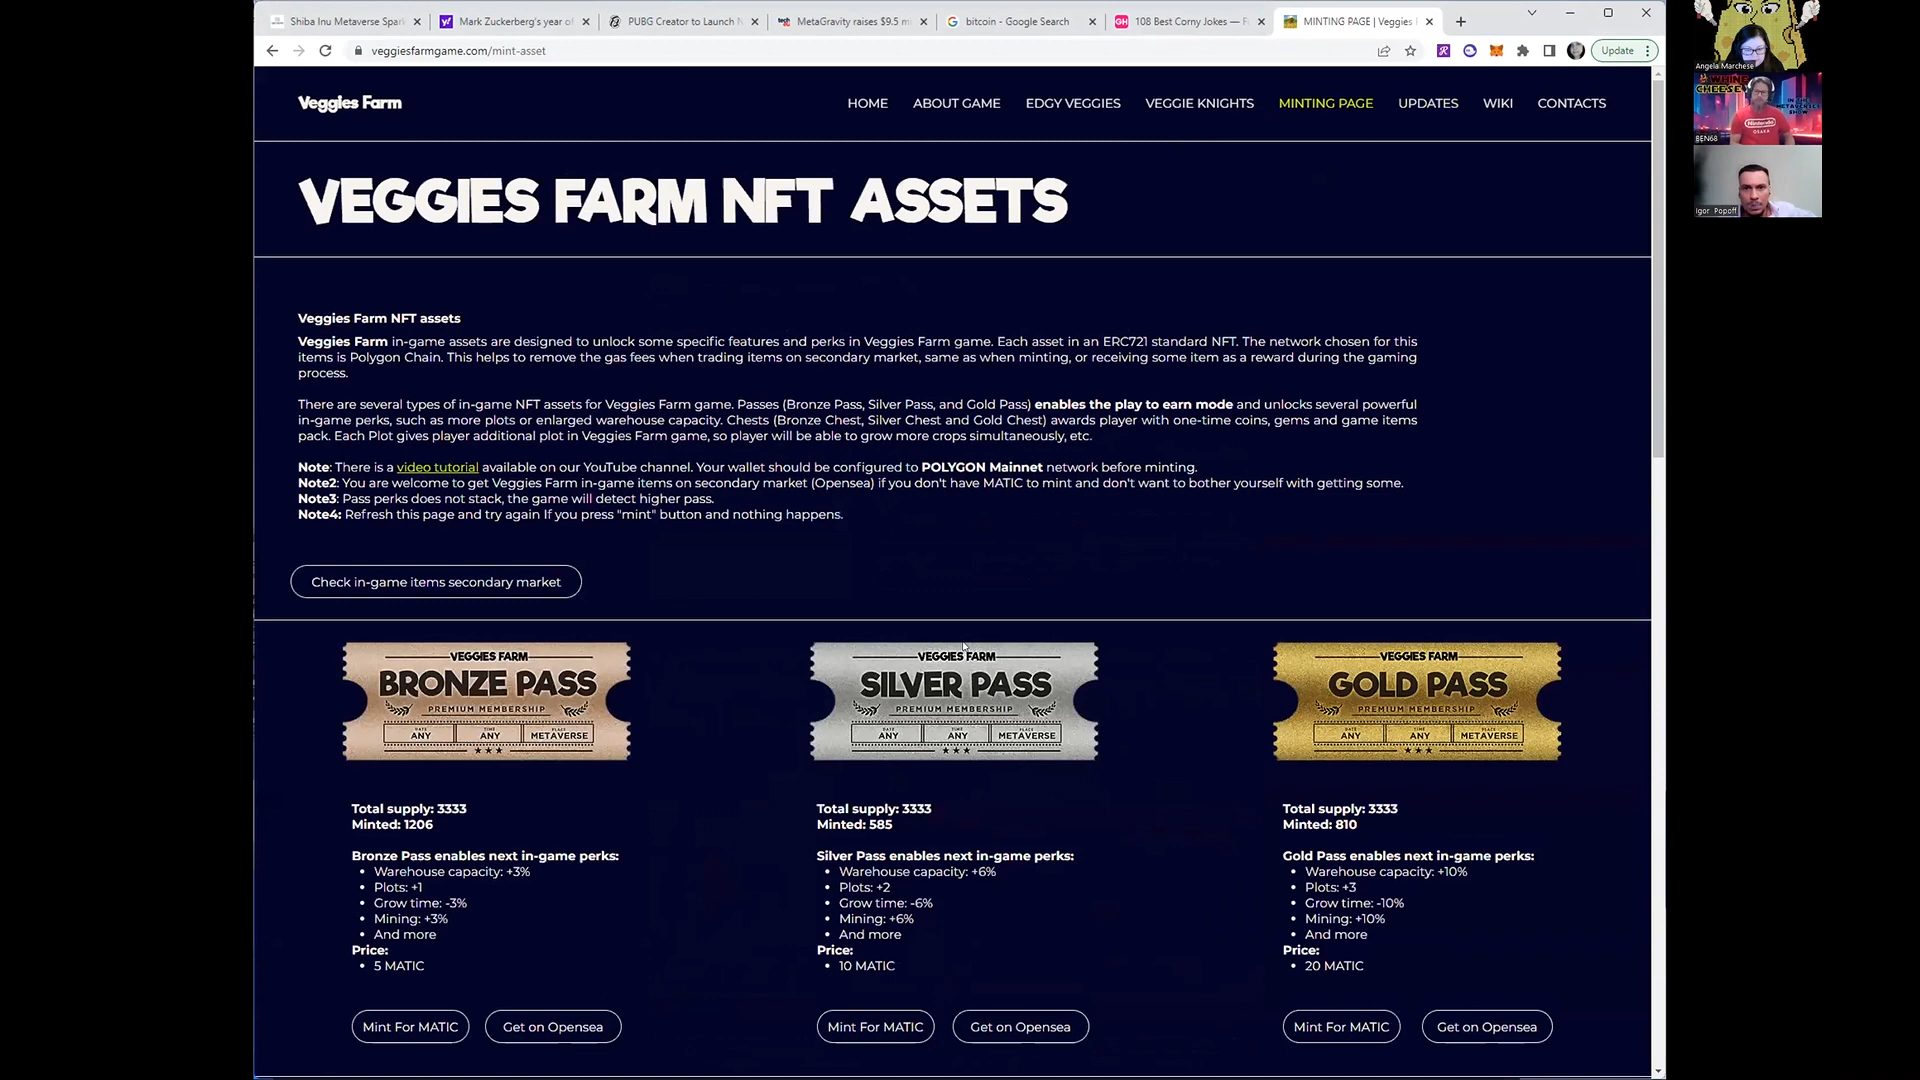 Shiba Inu Metaverse Spar
Mark Zuckerberg's year of
PUBG Creator to Launch N
MetaGravity raises $9.5 m
bitcoin - Google Search
GH 108 Best Corny Jokes — F
MINTING PAGE | Veggies
veggiesfarmgame.com/mint-asset
Update
Angela Marchese
WHINE
CHEESE
Nintendo
OSAKA
BEN68
Igor Popoff
Veggies Farm
HOME
ABOUT GAME
EDGY VEGGIES
VEGGIE KNIGHTS
MINTING PAGE
UPDATES
WIKI
CONTACTS
VEGGIES FARM NFT ASSETS
Veggies Farm NFT assets
Veggies Farm in-game assets are designed to unlock some specific features and perks in Veggies Farm game. Each asset in an ERC721 standard NFT. The network chosen for this
items is Polygon Chain. This helps to remove the gas fees when trading items on secondary market, same as when minting, or receiving some item as a reward during the gaming
process.
There are several types of in-game NFT assets for Veggies Farm game. Passes (Bronze Pass, Silver Pass, and Gold Pass) enables the play to earn mode and unlocks several powerful
in-game perks, such as more plots or enlarged warehouse capacity. Chests (Bronze Chest, Silver Chest and Gold Chest) awards player with one-time coins, gems and game items
pack. Each Plot gives player additional plot in Veggies Farm game, so player will be able to grow more crops simultaneously, etc.
Note: There is a video tutorial available on our YouTube channel. Your wallet should be configured to POLYGON Mainnet network before minting.
Note2: You are welcome to get Veggies Farm in-game items on secondary market (Opensea) if you don't have MATIC to mint and don't want to bother yourself with getting some.
Note3: Pass perks does not stack, the game will detect higher pass.
Note4: Refresh this page and try again If you press "mint" button and nothing happens.
Check in-game items secondary market
VEGGIES FARM
BRONZE PASS
PREMIUM MEMBERSHIP
DATE TIME PLACE
ANY ANY METAVERSE
Total supply: 3333
Minted: 1206
Bronze Pass enables next in-game perks:
• Warehouse capacity: +3%
• Plots: +1
• Grow time: -3%
• Mining: +3%
• And more
Price:
• 5 MATIC
Mint For MATIC
Get on Opensea
VEGGIES FARM
SILVER PASS
PREMIUM MEMBERSHIP
DATE TIME PLACE
ANY ANY METAVERSE
Total supply: 3333
Minted: 585
Silver Pass enables next in-game perks:
• Warehouse capacity: +6%
• Plots: +2
• Grow time: -6%
• Mining: +6%
• And more
Price:
• 10 MATIC
Mint For MATIC
Get on Opensea
VEGGIES FARM
GOLD PASS
PREMIUM MEMBERSHIP
DATE TIME PLACE
ANY ANY METAVERSE
Total supply: 3333
Minted: 810
Gold Pass enables next in-game perks:
• Warehouse capacity: +10%
• Plots: +3
• Grow time: -10%
• Mining: +10%
• And more
Price:
• 20 MATIC
Mint For MATIC
Get on Opensea